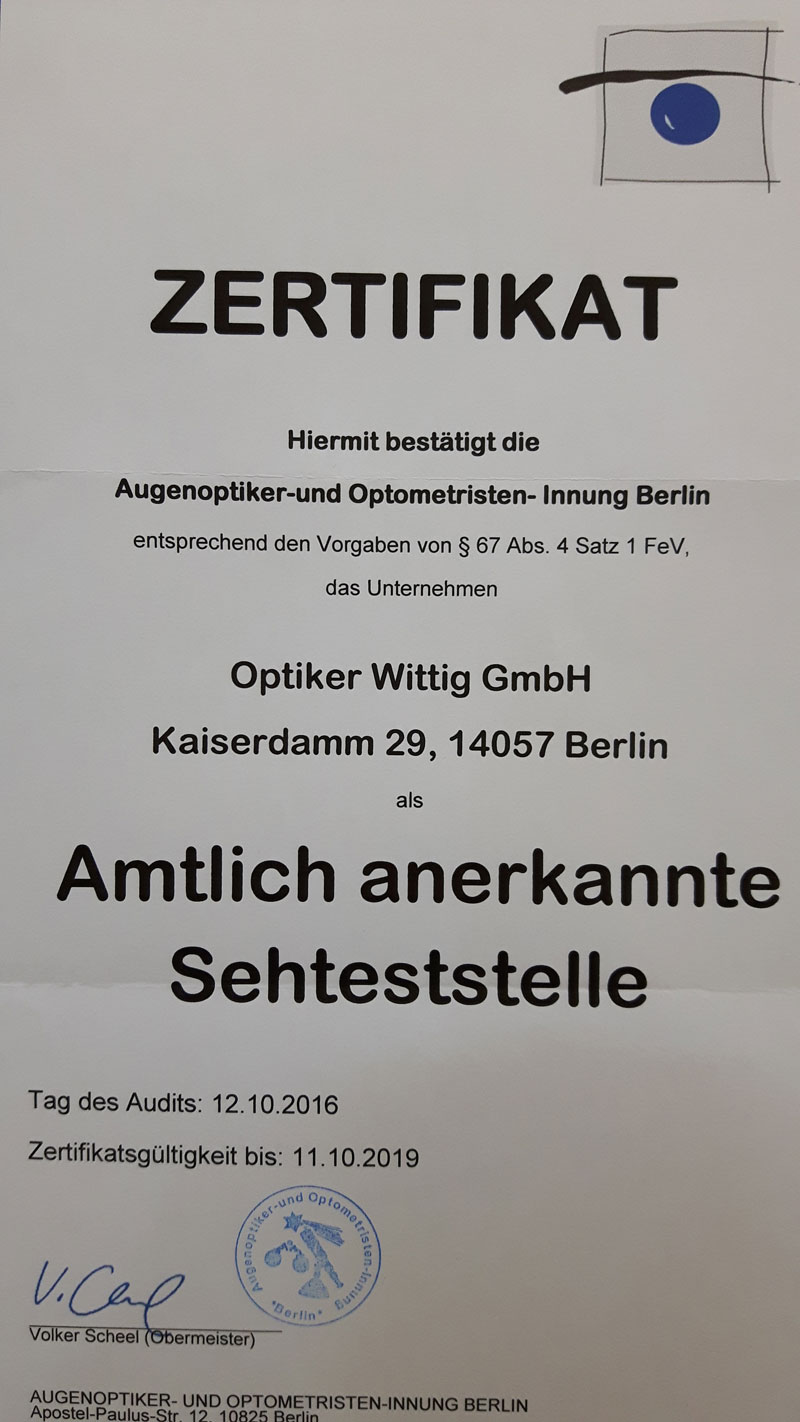 ZERTIFIKAT
Hiermit bestätigt die
Augenoptiker-und Optometristen- Innung Berlin
entsprechend den Vorgaben von § 67 Abs. 4 Satz 1 FeV,
das Unternehmen
Optiker Wittig GmbH
Kaiserdamm 29, 14057 Berlin
als
Amtlich anerkannte
Sehteststelle
Tag des Audits: 12.10.2016
Zertifikatsgültigkeit bis: 11.10.2019
Augenoptiker-und Optometristen-Innung
*Berlin*
Volker Scheel (Obermeister)
AUGENOPTIKER- UND OPTOMETRISTEN-INNUNG BERLIN
Apostel-Paulus-Str. 12, 10825 Berlin